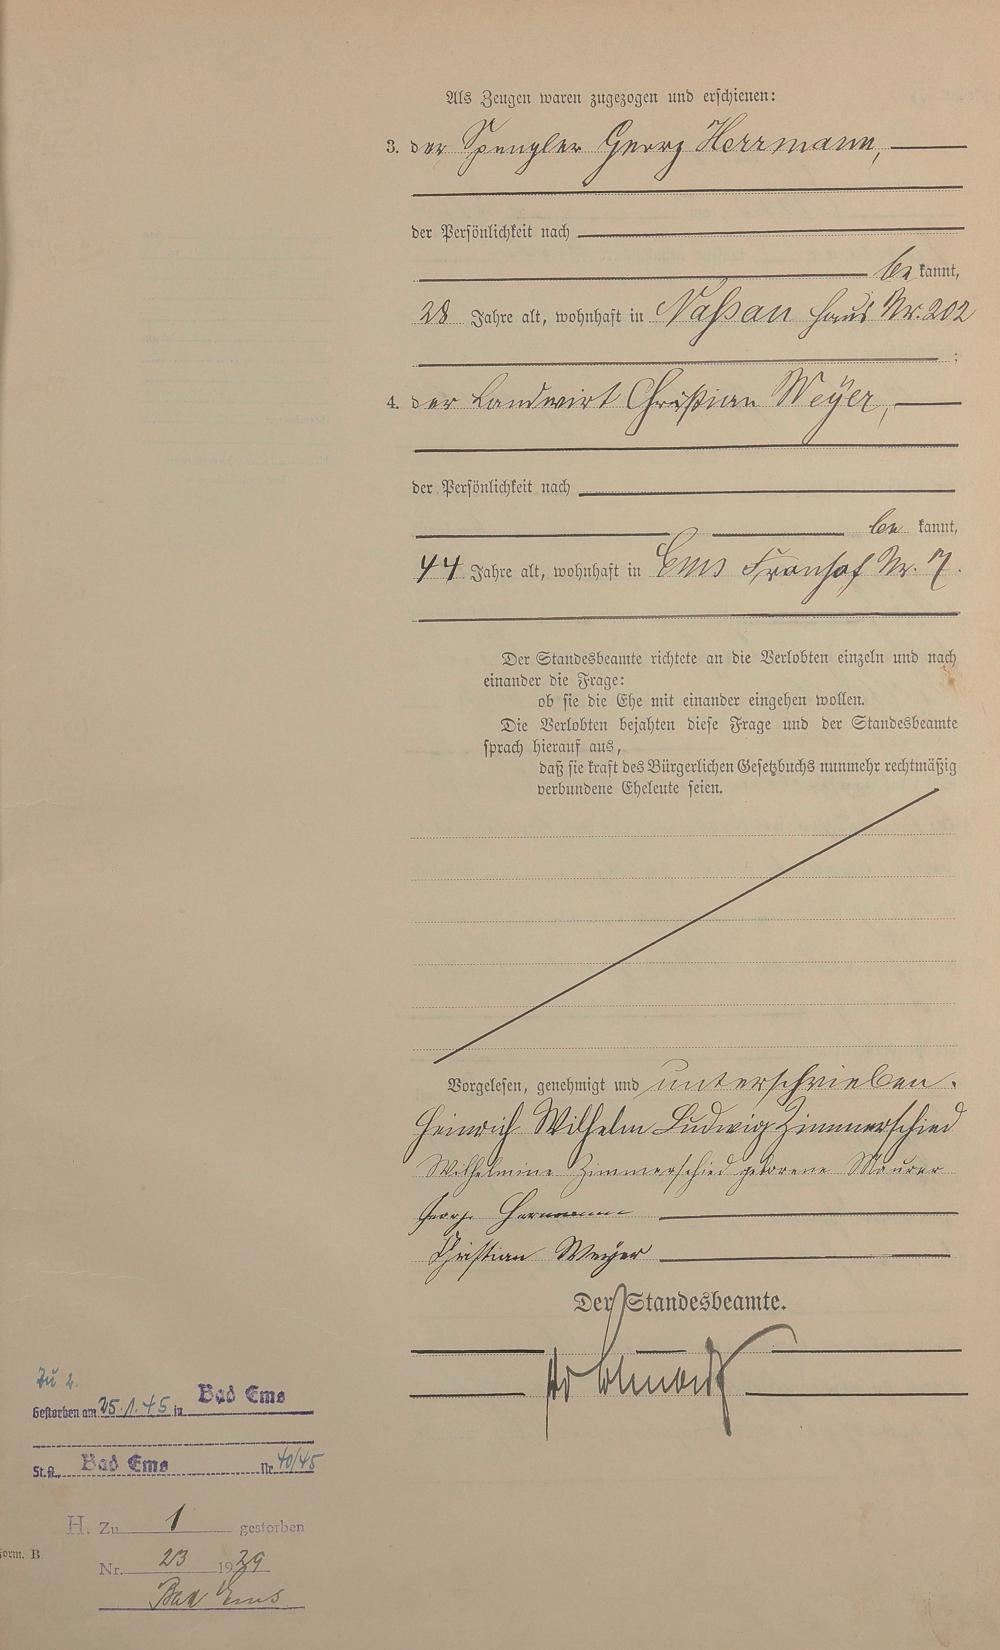 Als Zeugen waren zugezogen und erschienen:
3. der Spengler Georg Herrmann,
der Persönlichkeit nach
bekannt,
28 Jahre alt, wohnhaft in Nassau Haus Nr. 202
;
4. der Landwirt Christian Weyer,
der Persönlichkeit nach
bekannt,
44 Jahre alt, wohnhaft in Ems Fronhof Nr. 7.
Der Standesbeamte richtete an die Verlobten einzeln und nach
einander die Frage:
ob sie die Ehe mit einander eingehen wollen.
Die Verlobten bejahten diese Frage und der Standesbeamte
sprach hierauf aus,
daß sie kraft des Bürgerlichen Gesetzbuchs nunmehr rechtmäßig
verbundene Eheleute seien.
Vorgelesen, genehmigt und unterschrieben.
Heinrich Wilhelm Ludwig Zimmerschied
Wilhelmine Zimmerschied geborene Maurer
Georg Herrmann
Christian Weyer
Der Standesbeamte.
Zu 2.
Gestorben am 25.1.45 in Bad Ems
St.A. Bad Ems Nr. 40/45
H. Zu 1 gestorben
Nr. 23 1929
Bad Ems
Form. B.